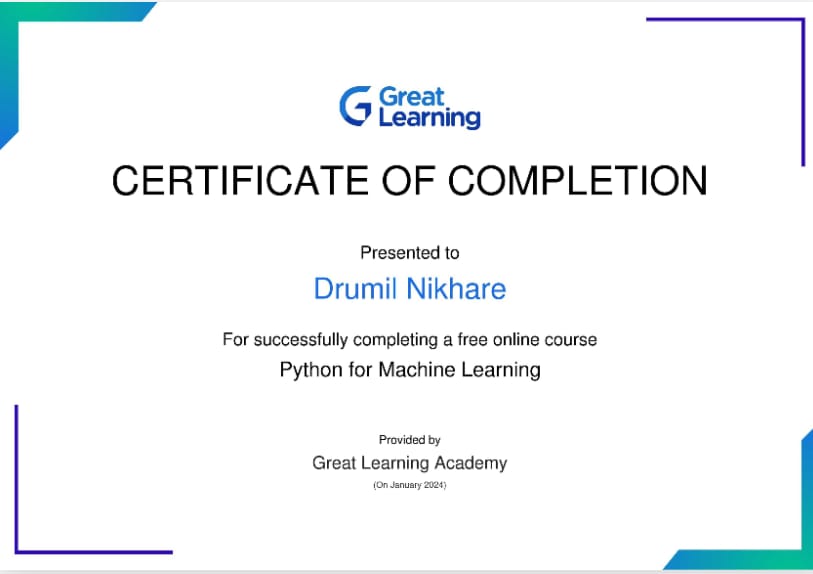 Great
Learning
CERTIFICATE OF COMPLETION
Presented to
Drumil Nikhare
For successfully completing a free online course
Python for Machine Learning
Provided by
Great Learning Academy
(On January 2024)